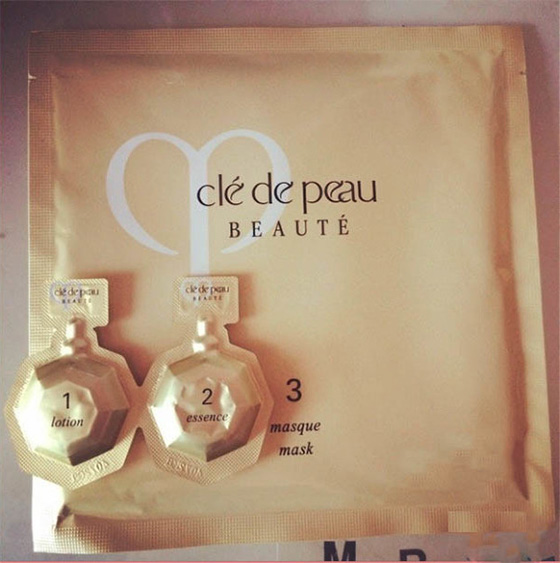 clé de peau
BEAUTÉ
clé de peau
BEAUTÉ
clé de peau
BEAUTÉ
1
lotion
2
essence
3
masque
mask